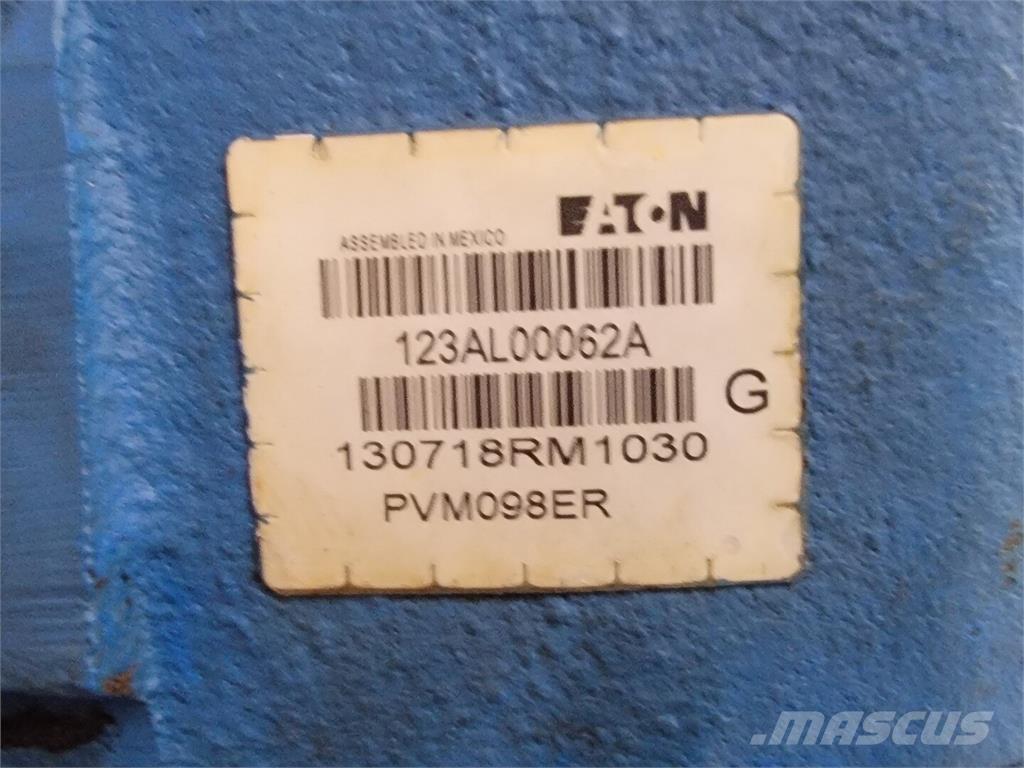 EATON
ASSEMBLED IN MEXICO
123AL00062A
G
130718RM1030
PVM098ER
MASCUS